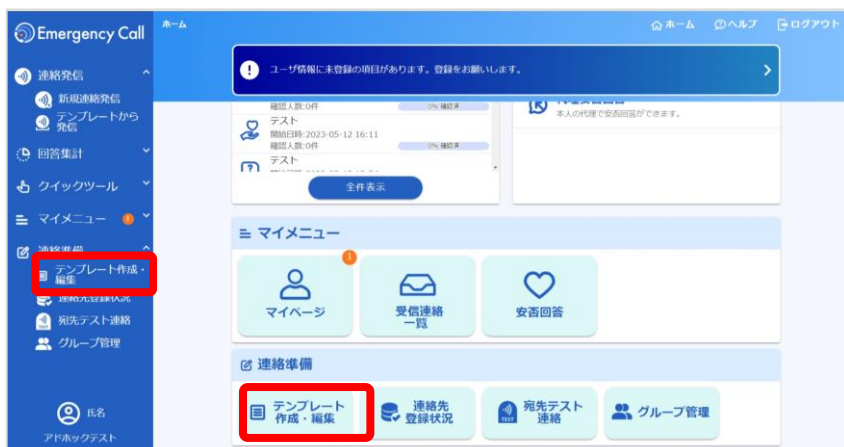 Emergency Call
ホーム
ホーム
ヘルプ
ログアウト
ユーザ情報に未登録の項目があります。登録をお願いします。
連絡発信
新規連絡発信
テンプレートから
発信
回答集計
クイックツール
マイメニュー
連絡準備
テンプレート作成・
編集
連絡先登録状況
宛先テスト連絡
グループ管理
氏名
アドホックテスト
確認人数:0件
0% 確認済
テスト
開始日時:2023-05-12 16:11
確認人数:0件
0% 確認済
テスト
全件表示
代理安否回答
本人の代理で安否回答ができます。
マイメニュー
マイページ
受信連絡
一覧
安否回答
連絡準備
テンプレート
作成・編集
連絡先
登録状況
宛先テスト
連絡
グループ管理